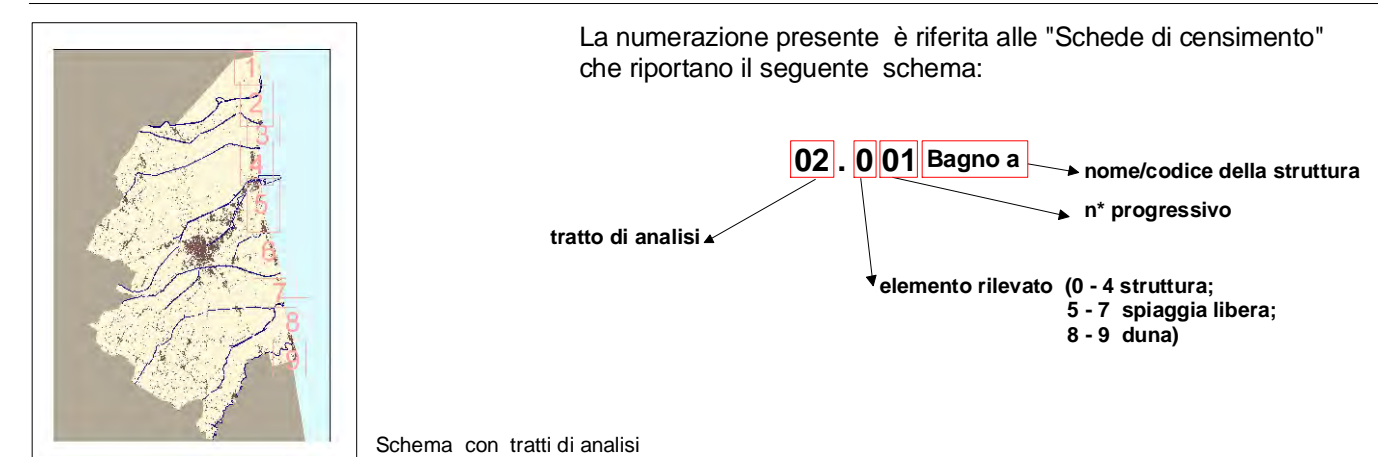 La numerazione presente è riferita alle "Schede di censimento"
che riportano il seguente schema:
02 . 0 01 Bagno a
nome/codice della struttura
n* progressivo
tratto di analisi
elemento rilevato (0 - 4 struttura;
5 - 7 spiaggia libera;
8 - 9 duna)
1
2
3
4
5
6
7
8
9
Schema con tratti di analisi